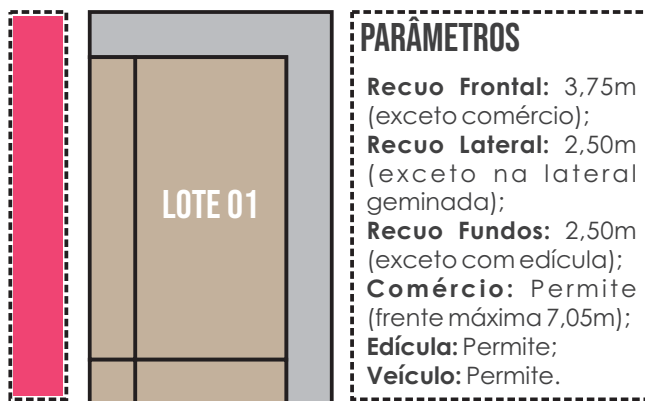 LOTE 01
PARÂMETROS
Recuo Frontal: 3,75m
(exceto comércio);
Recuo Lateral: 2,50m
(exceto na lateral
geminada);
Recuo Fundos: 2,50m
(exceto com edícula);
Comércio: Permite
(frente máxima 7,05m);
Edícula: Permite;
Veículo: Permite.